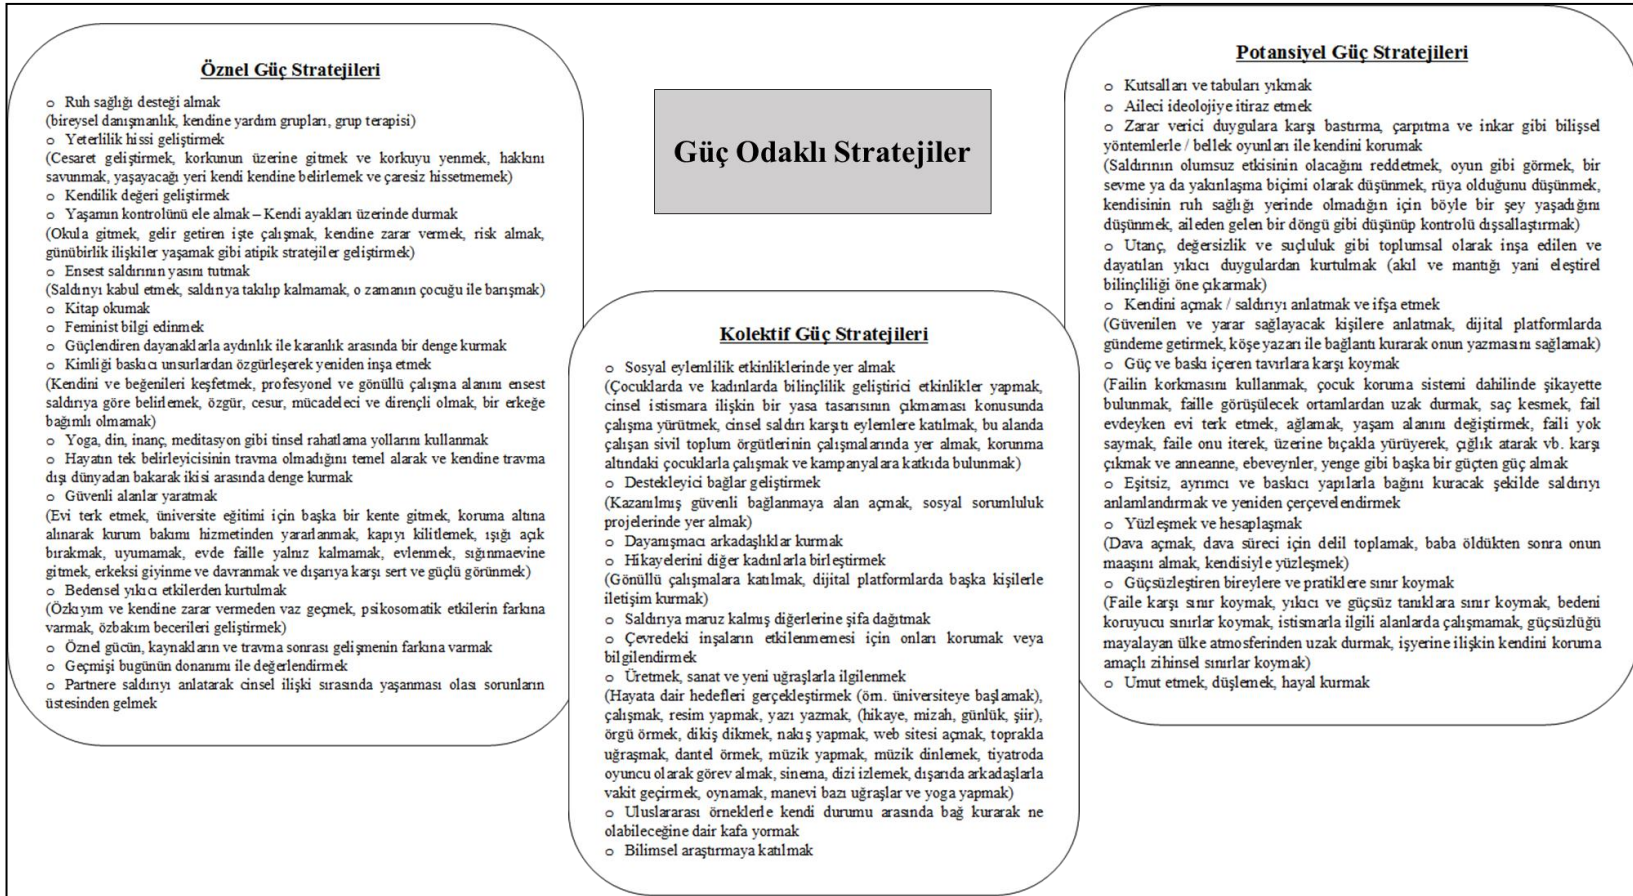 Öznel Güç Stratejileri
o Ruh sağlığı desteği almak
(bireysel danışmanlık, kendine yardım grupları, grup terapisi)
o Yeterlilik hissi geliştirmek
(Cesaret geliştirmek, korkunun üzerine gitmek ve korkuyu yenmek, hakkını
savunmak, yaşayacağı yeri kendi kendine belirlemek ve çaresiz hissetmemek)
o Kendilik değeri geliştirmek
o Yaşamın kontrolünü ele almak – Kendi ayakları üzerinde durmak
(Okula gitmek, gelir getiren işte çalışmak, kendine zarar vermek, risk almak,
günübirlik ilişkiler yaşamak gibi atipik stratejiler geliştirmek)
o Ensest saldırının yasını tutmak
(Saldırıyı kabul etmek, saldırıya takılıp kalmamak, o zamanın çocuğu ile barışmak)
o Kitap okumak
o Feminist bilgi edinmek
o Güçlendiren dayanaklarla aydınlık ile karanlık arasında bir denge kurmak
o Kimliği baskıcı unsurlardan özgürleşerek yeniden inşa etmek
(Kendini ve beğenileri keşfetmek, profesyonel ve gönüllü çalışma alanını ensest
saldırıya göre belirlemek, özgür, cesur, mücadeleci ve dirençli olmak, bir erkeğe
bağımlı olmamak)
o Yoga, din, inanç, meditasyon gibi tinsel rahatlama yollarını kullanmak
o Hayatın tek belirleyicisinin travma olmadığını temel alarak ve kendine travma
dışı dünyadan bakarak ikisi arasında denge kurmak
o Güvenli alanlar yaratmak
(Evi terk etmek, üniversite eğitimi için başka bir kente gitmek, koruma altına
alınarak kurum bakımı hizmetinden yararlanmak, kapıyı kilitlemek, ışığı açık
bırakmak, uyumamak, evde faille yalnız kalmamak, evlenmek, sığınmaevine
gitmek, erkeksi giyinme ve davranmak ve dışarıya karşı sert ve güçlü görünmek)
o Bedensel yıkıcı etkilerden kurtulmak
(Özkıyım ve kendine zarar vermeden vaz geçmek, psikosomatik etkilerin farkına
varmak, özbakım becerileri geliştirmek)
o Öznel gücün, kaynakların ve travma sonrası gelişmenin farkına varmak
o Geçmişi bugünün donanımı ile değerlendirmek
o Partnere saldırıyı anlatarak cinsel ilişki sırasında yaşanması olası sorunların
üstesinden gelmek
Güç Odaklı Stratejiler
Kolektif Güç Stratejileri
o Sosyal eylemlilik etkinliklerinde yer almak
(Çocuklarda ve kadınlarda bilinçlilik geliştirici etkinlikler yapmak,
cinsel istismara ilişkin bir yasa tasarısının çıkmaması konusunda
çalışma yürütmek, cinsel saldırı karşıtı eylemlere katılmak, bu alanda
çalışan sivil toplum örgütlerinin çalışmalarında yer almak, korunma
altındaki çocuklarla çalışmak ve kampanyalara katkıda bulunmak)
o Destekleyici bağlar geliştirmek
(Kazanılmış güvenli bağlanmaya alan açmak, sosyal sorumluluk
projelerinde yer almak)
o Dayanışmacı arkadaşlıklar kurmak
o Hikayelerini diğer kadınlarla birleştirmek
(Gönüllü çalışmalara katılmak, dijital platformlarda başka kişilerle
iletişim kurmak)
o Saldırıya maruz kalmış diğerlerine şifa dağıtmak
o Çevredeki inşaların etkilenmemesi için onları korumak veya
bilgilendirmek
o Üretmek, sanat ve yeni uğraşlarla ilgilenmek
(Hayata dair hedefleri gerçekleştirmek (örn. üniversiteye başlamak),
çalışmak, resim yapmak, yazı yazmak, (hikaye, mizah, günlük, şiir),
örgü örmek, dikiş dikmek, nakış yapmak, web sitesi açmak, toprakla
uğraşmak, dantel örmek, müzik yapmak, müzik dinlemek, tiyatroda
oyuncu olarak görev almak, sinema, dizi izlemek, dışarıda arkadaşlarla
vakit geçirmek, oynamak, manevi bazı uğraşlar ve yoga yapmak)
o Uluslararası örneklerle kendi durumu arasında bağ kurarak ne
olabileceğine dair kafa yormak
o Bilimsel araştırmaya katılmak
Potansiyel Güç Stratejileri
o Kutsalları ve tabuları yıkmak
o Aileci ideolojiye itiraz etmek
o Zarar verici duygulara karşı bastırma, çarpıtma ve inkar gibi bilişsel
yöntemlerle / bellek oyunları ile kendini korumak
(Saldırının olumsuz etkisinin olacağını reddetmek, oyun gibi görmek, bir
sevme ya da yakınlaşma biçimi olarak düşünmek, rüya olduğunu düşünmek,
kendisinin ruh sağlığı yerinde olmadığın için böyle bir şey yaşadığını
düşünmek, aileden gelen bir döngü gibi düşünüp kontrolü dışsallaştırmak)
o Utanç, değersizlik ve suçluluk gibi toplumsal olarak inşa edilen ve
dayatılan yıkıcı duygulardan kurtulmak (akıl ve mantığı yani eleştirel
bilinçliliği öne çıkarmak)
o Kendini açmak / saldırıyı anlatmak ve ifşa etmek
(Güvenilen ve yarar sağlayacak kişilere anlatmak, dijital platformlarda
gündeme getirmek, köşe yazarı ile bağlantı kurarak onun yazmasını sağlamak)
o Güç ve baskı içeren tavırlara karşı koymak
(Failin korkmasını kullanmak, çocuk koruma sistemi dahilinde şikayette
bulunmak, faille görüşülecek ortamlardan uzak durmak, saç kesmek, fail
evdeyken evi terk etmek, ağlamak, yaşam alanını değiştirmek, faili yok
saymak, faile onu iterek, üzerine bıçakla yürüyerek, çığlık atarak vb. karşı
çıkmak ve anneanne, ebeveynler, yenge gibi başka bir güçten güç almak
o Eşitsiz, ayrımcı ve baskıcı yapılarla bağını kuracak şekilde saldırıyı
anlamlandırmak ve yeniden çerçevelendirmek
o Yüzleşmek ve hesaplaşmak
(Dava açmak, dava süreci için delil toplamak, baba öldükten sonra onun
maaşını almak, kendisiyle yüzleşmek)
o Güçsüzleştiren bireylere ve pratiklere sınır koymak
(Faile karşı sınır koymak, yıkıcı ve güçsüz tanıklara sınır koymak, bedeni
koruyucu sınırlar koymak, istismarla ilgili alanlarda çalışmamak, güçsüzlüğü
mayalayan ülke atmosferinden uzak durmak, işyerine ilişkin kendini koruma
amaçlı zihinsel sınırlar koymak)
o Umut etmek, düşlemek, hayal kurmak